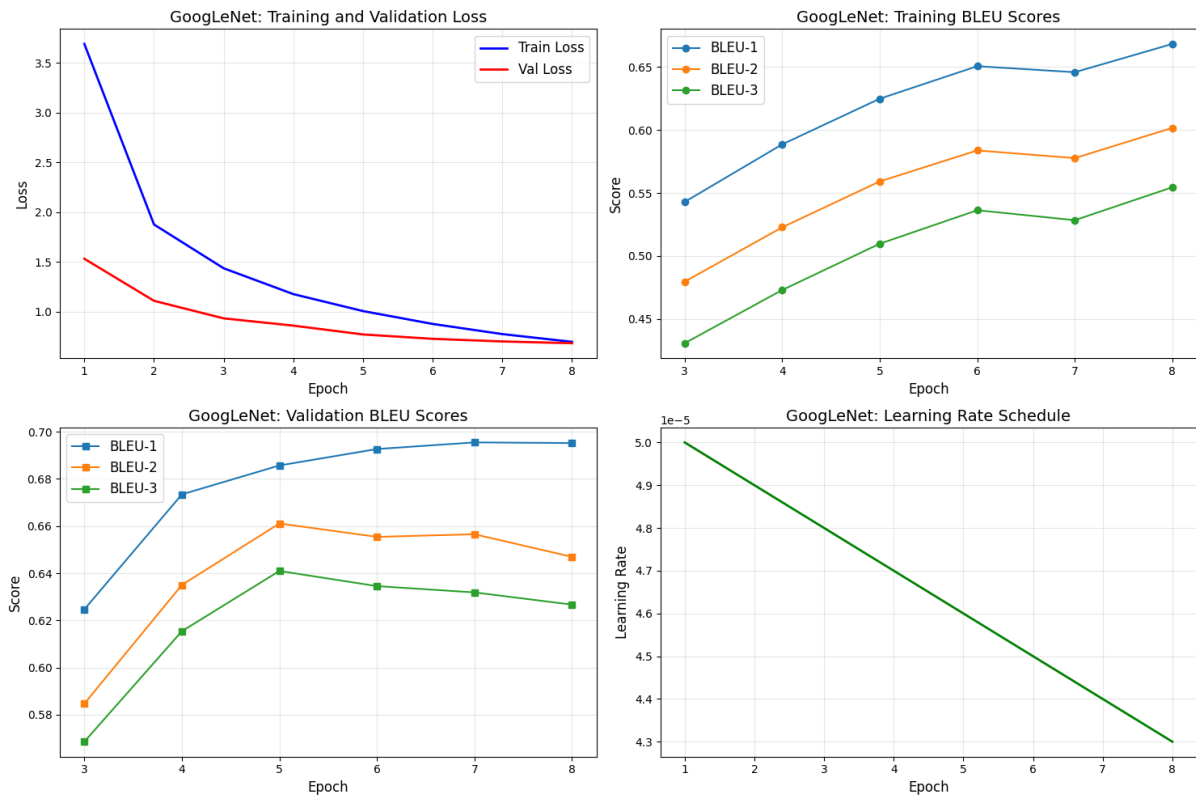 GoogLeNet: Training and Validation Loss
Train Loss
Val Loss
3.5
3.0
2.5
2.0
1.5
1.0
Loss
1 2 3 4 5 6 7 8
Epoch
GoogLeNet: Training BLEU Scores
BLEU-1
BLEU-2
BLEU-3
0.65
0.60
0.55
0.50
0.45
Score
3 4 5 6 7 8
Epoch
GoogLeNet: Validation BLEU Scores
BLEU-1
BLEU-2
BLEU-3
0.70
0.68
0.66
0.64
0.62
0.60
0.58
Score
3 4 5 6 7 8
Epoch
GoogLeNet: Learning Rate Schedule
1e−5
5.0
4.9
4.8
4.7
4.6
4.5
4.4
4.3
Learning Rate
1 2 3 4 5 6 7 8
Epoch